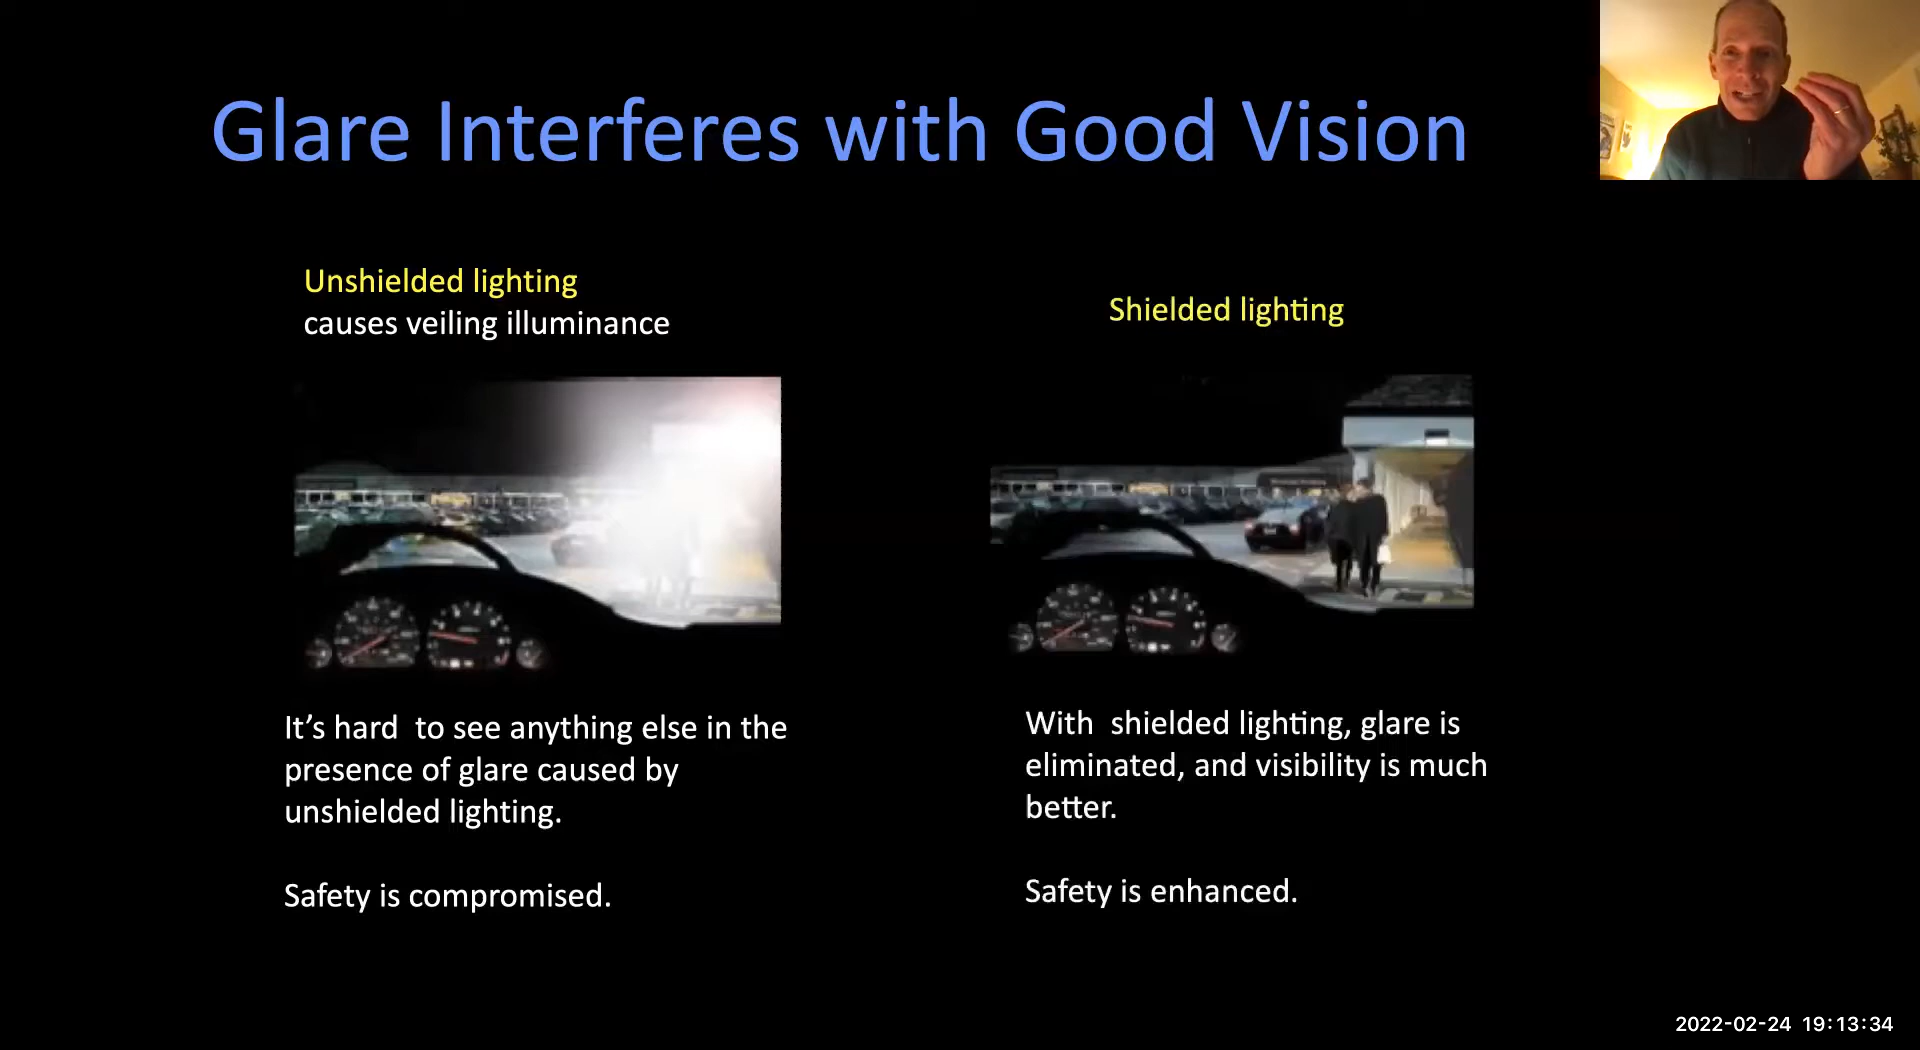 Glare Interferes with Good Vision
Unshielded lighting
causes veiling illuminance
Shielded lighting
It's hard  to see anything else in the
presence of glare caused by
unshielded lighting.
Safety is compromised.
With  shielded lighting, glare is
eliminated, and visibility is much
better.
Safety is enhanced.
2022-02-24 19:13:34